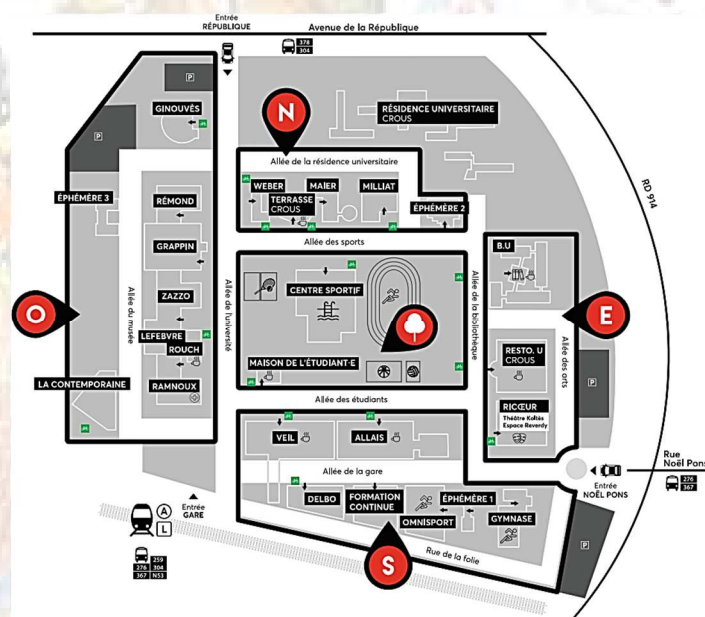 Entrée
RÉPUBLIQUE
Avenue de la République
378
304
P
P
GINOUVÈS
N
RÉSIDENCE UNIVERSITAIRE
CROUS
Allée de la résidence universitaire
WEBER
MAÏER
MILLIAT
TERRASSE
CROUS
ÉPHÉMÈRE 2
RD 914
ÉPHÉMÈRE 3
RÉMOND
GRAPPIN
Allée des sports
B.U
O
Allée du musée
ZAZZO
Allée de l'université
CENTRE SPORTIF
Allée de la bibliothèque
E
Allée des arts
LEFEBVRE
ROUCH
MAISON DE L'ÉTUDIANT·E
RESTO. U
CROUS
LA CONTEMPORAINE
RAMNOUX
P
Allée des étudiants
RICŒUR
Théâtre Koltès
Espace Reverdy
VEIL
ALLAIS
Allée de la gare
Rue
Noël Pons
276
367
Entrée
NOËL PONS
DELBO
FORMATION
CONTINUE
ÉPHÉMÈRE 1
OMNISPORT
GYMNASE
Entrée
GARE
A
L
259
276 304
367 N53
Rue de la folie
S
P